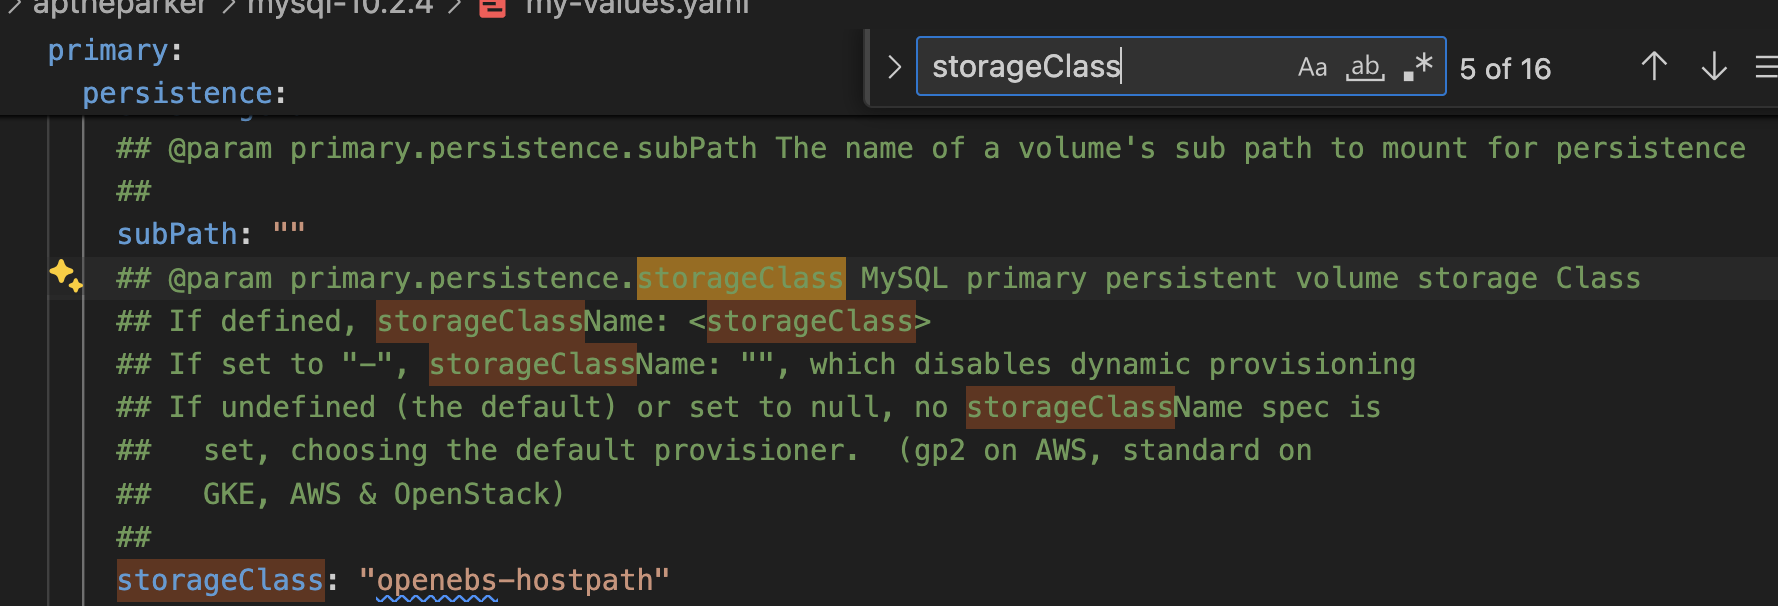 > aptheparker > mysql-10.2.4 > my-values.yaml
primary:
storageClass Aa ab .* 5 of 16
persistence:
## @param primary.persistence.subPath The name of a volume's sub path to mount for persistence
##
subPath: ""
## @param primary.persistence.storageClass MySQL primary persistent volume storage Class
## If defined, storageClassName: <storageClass>
## If set to "-", storageClassName: "", which disables dynamic provisioning
## If undefined (the default) or set to null, no storageClassName spec is
##   set, choosing the default provisioner.  (gp2 on AWS, standard on
##   GKE, AWS & OpenStack)
##
storageClass: "openebs-hostpath"